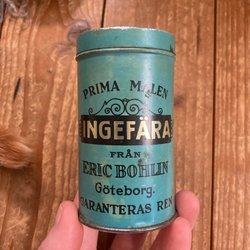 PRIMA MALEN
INGEFÄRA
FRÅN
ERIC BOHLIN
Göteborg.
GARANTERAS REN